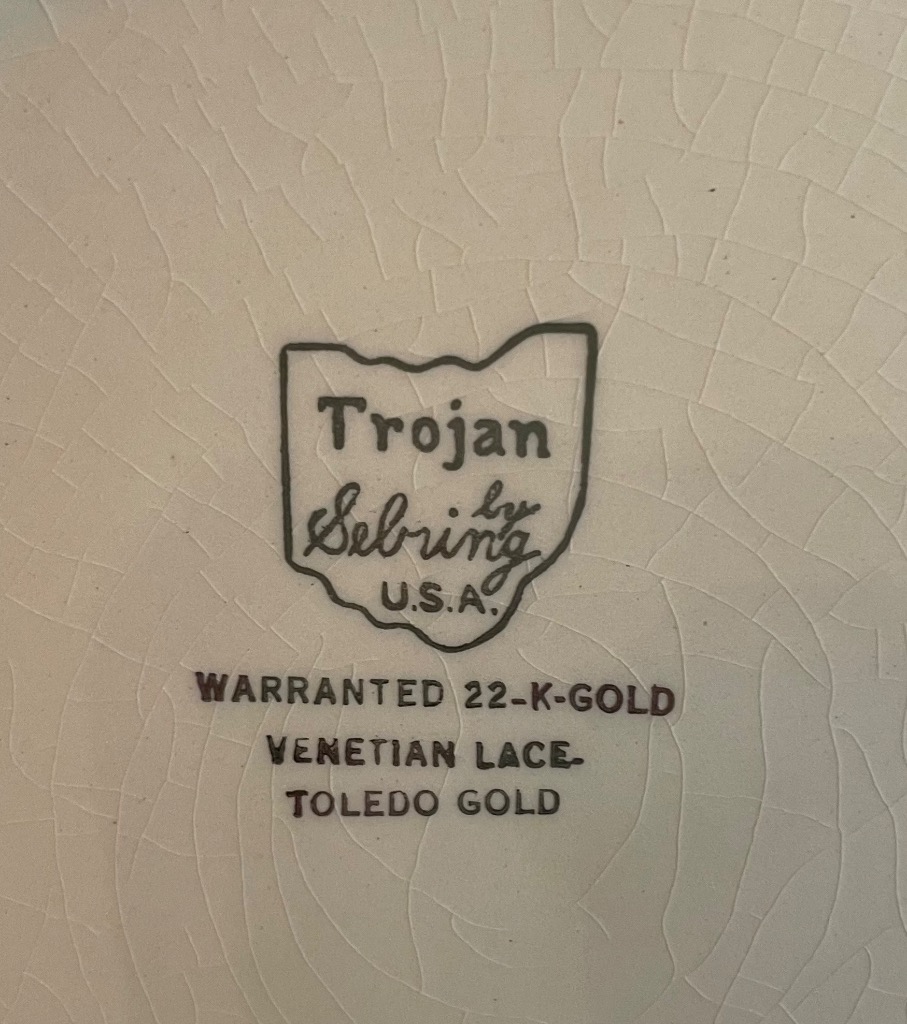 Trojan
by
Sebring
U.S.A.
WARRANTED 22-K-GOLD
VENETIAN LACE-
TOLEDO GOLD